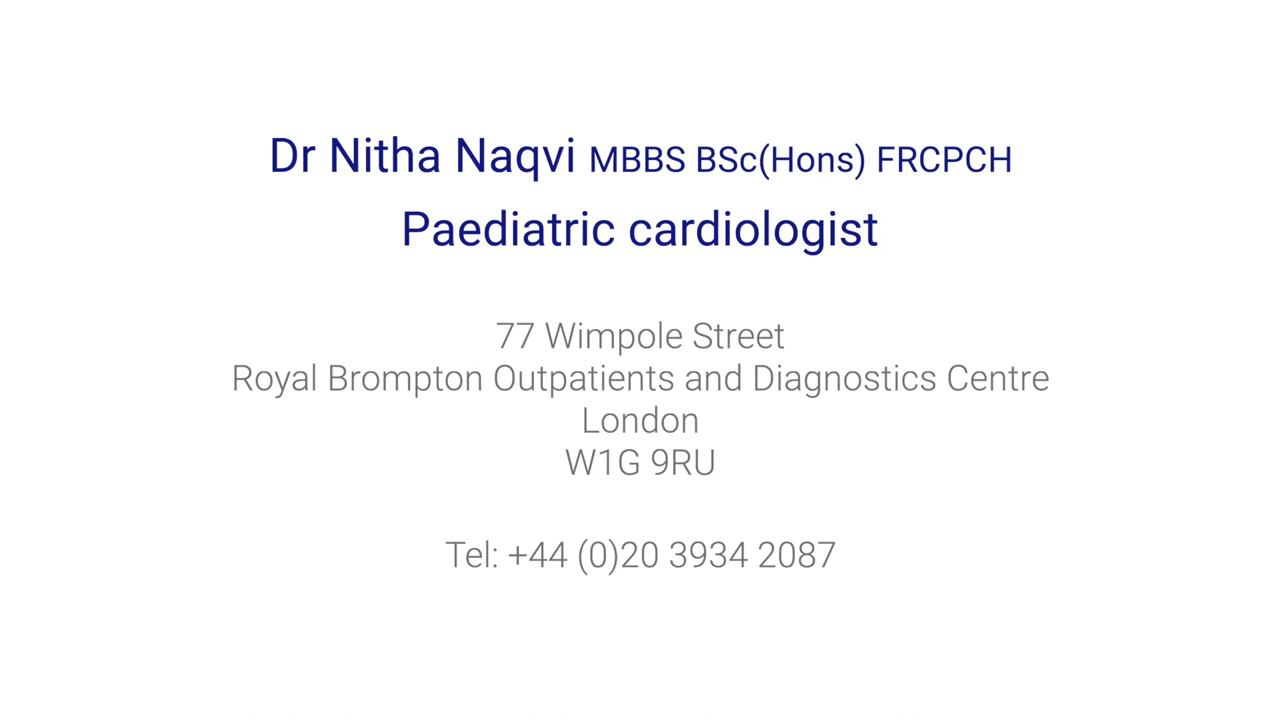 Dr Nitha Naqvi MBBS BSc(Hons) FRCPCH
Paediatric cardiologist
77 Wimpole Street
Royal Brompton Outpatients and Diagnostics Centre
London
W1G 9RU
Tel: +44 (0)20 3934 2087